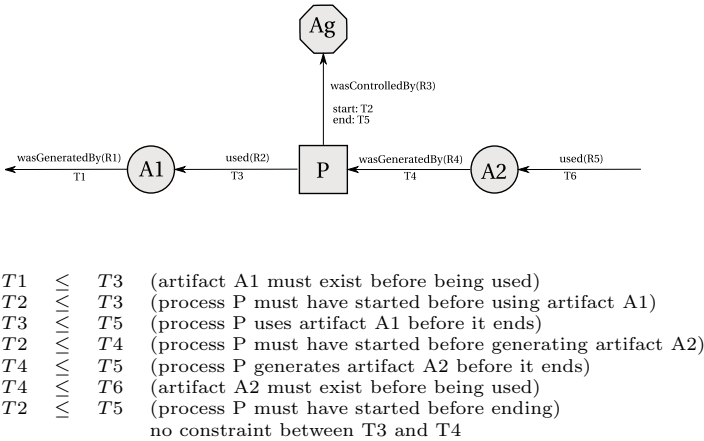 Ag
wasControlledBy(R3)
start: T2
end: T5
wasGeneratedBy(R1)
T1
A1
used(R2)
T3
P
wasGeneratedBy(R4)
T4
A2
used(R5)
T6
T1 ≤ T3 (artifact A1 must exist before being used)
T2 ≤ T3 (process P must have started before using artifact A1)
T3 ≤ T5 (process P uses artifact A1 before it ends)
T2 ≤ T4 (process P must have started before generating artifact A2)
T4 ≤ T5 (process P generates artifact A2 before it ends)
T4 ≤ T6 (artifact A2 must exist before being used)
T2 ≤ T5 (process P must have started before ending)
no constraint between T3 and T4